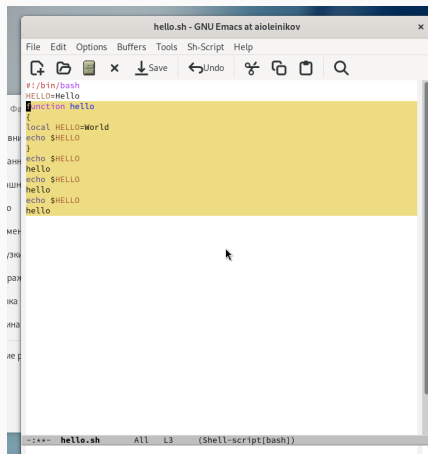 hello.sh - GNU Emacs at aioleinikov ×
File Edit Options Buffers Tools Sh-Script Help
Save Undo
#!/bin/bash
HELLO=Hello
function hello
{
local HELLO=World
echo $HELLO
}
echo $HELLO
hello
echo $HELLO
hello
echo $HELLO
hello
-:**- hello.sh All L3 (Shell-script[bash])